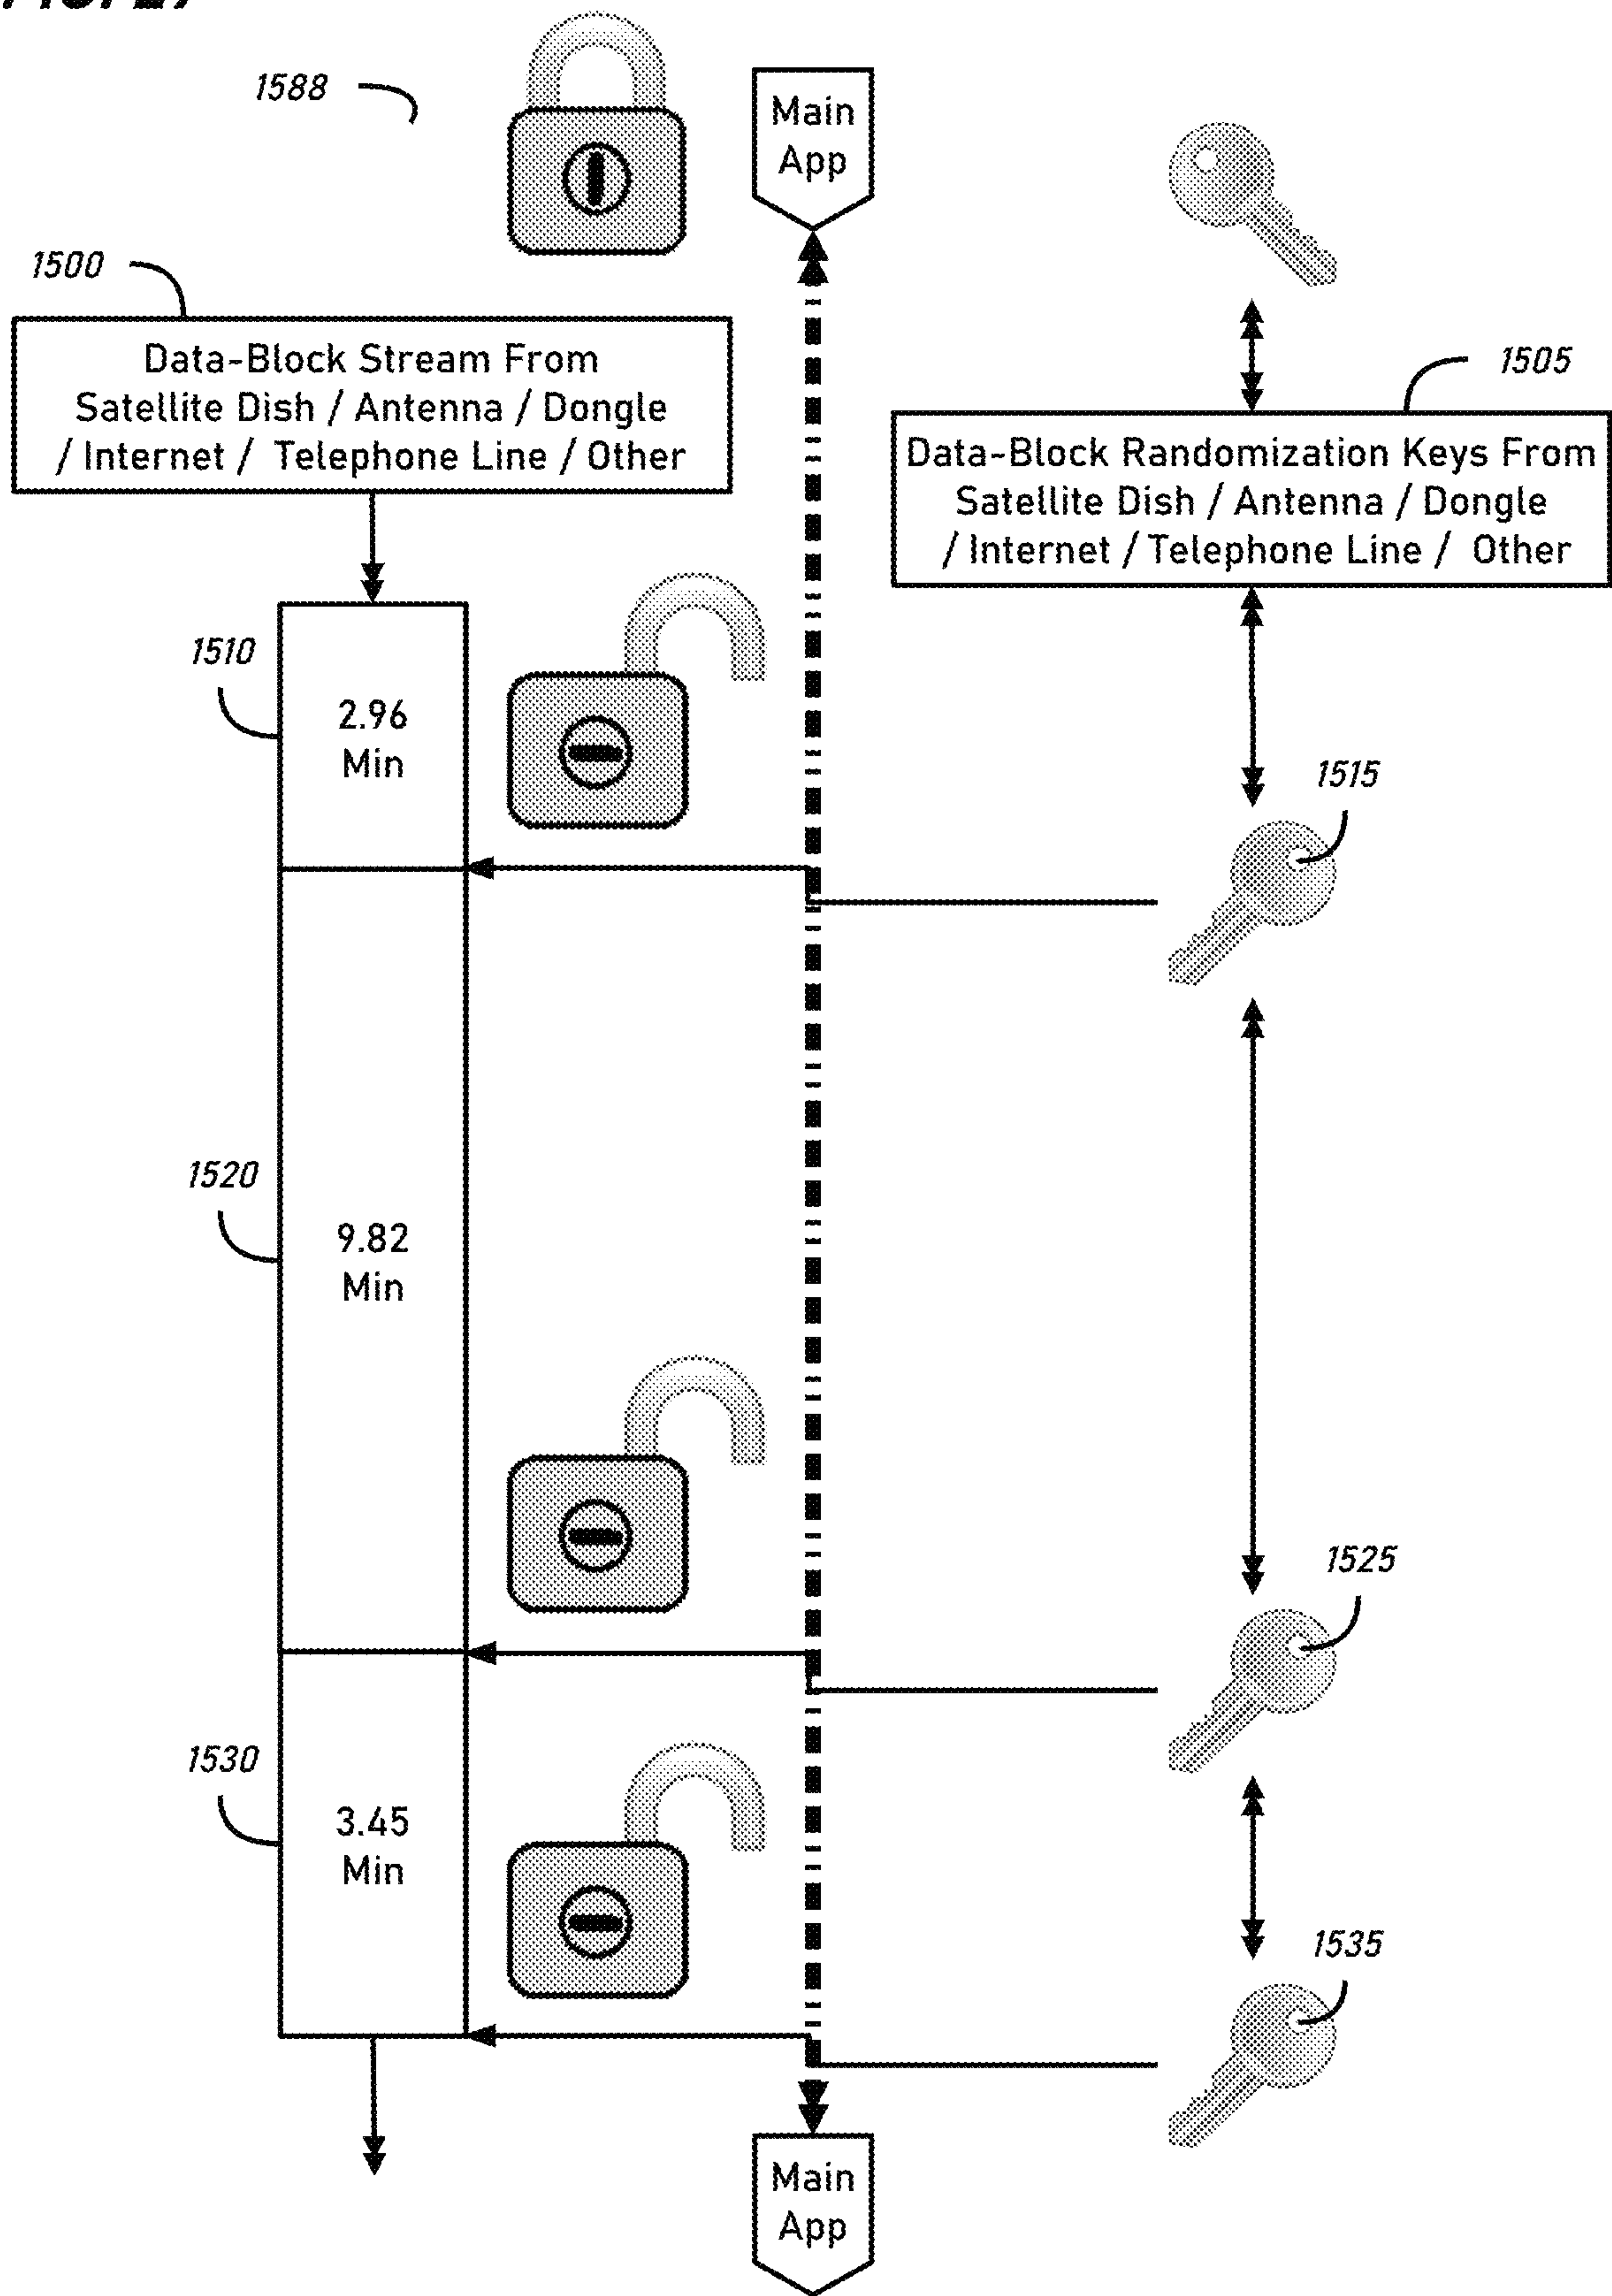 1588
Main
App
1500
Data-Block Stream From
Satellite Dish / Antenna / Dongle
/ Internet / Telephone Line / Other
1505
Data-Block Randomization Keys From
Satellite Dish / Antenna / Dongle
/ Internet / Telephone Line / Other
1510
2.96
Min
1515
1520
9.82
Min
1525
1530
3.45
Min
1535
Main
App